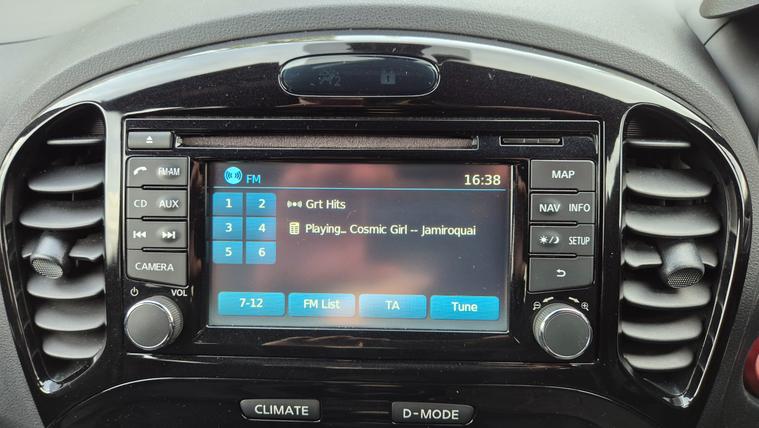 FM 16:38
1 2
Grt Hits
3 4
Playing_ Cosmic Girl -- Jamiroquai
5 6
7-12 FM List TA Tune
FM·AM
CD AUX
CAMERA
VOL
MAP
NAV INFO
SETUP
CLIMATE D-MODE